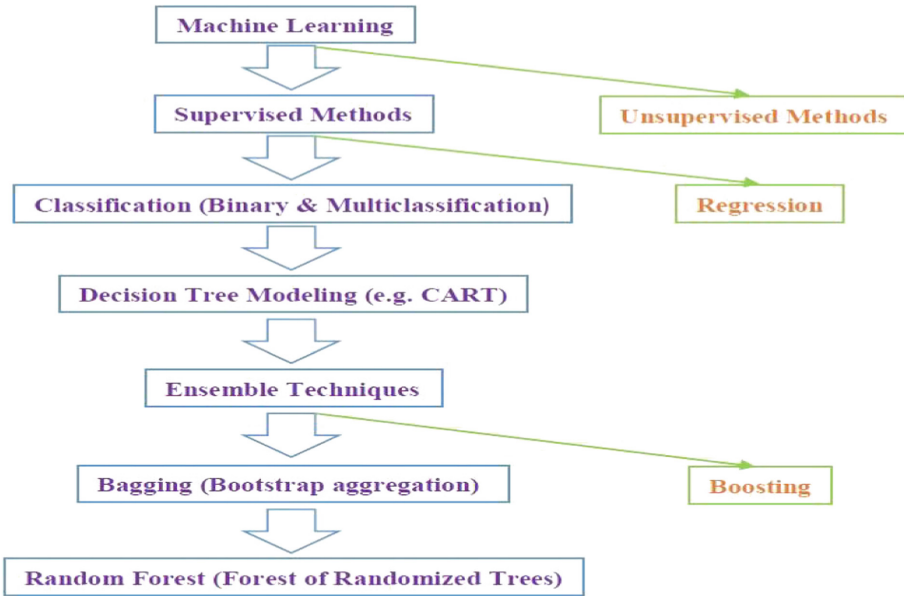 Machine Learning
Supervised Methods
Unsupervised Methods
Classification (Binary & Multiclassification)
Regression
Decision Tree Modeling (e.g. CART)
Ensemble Techniques
Bagging (Bootstrap aggregation)
Boosting
Random Forest (Forest of Randomized Trees)